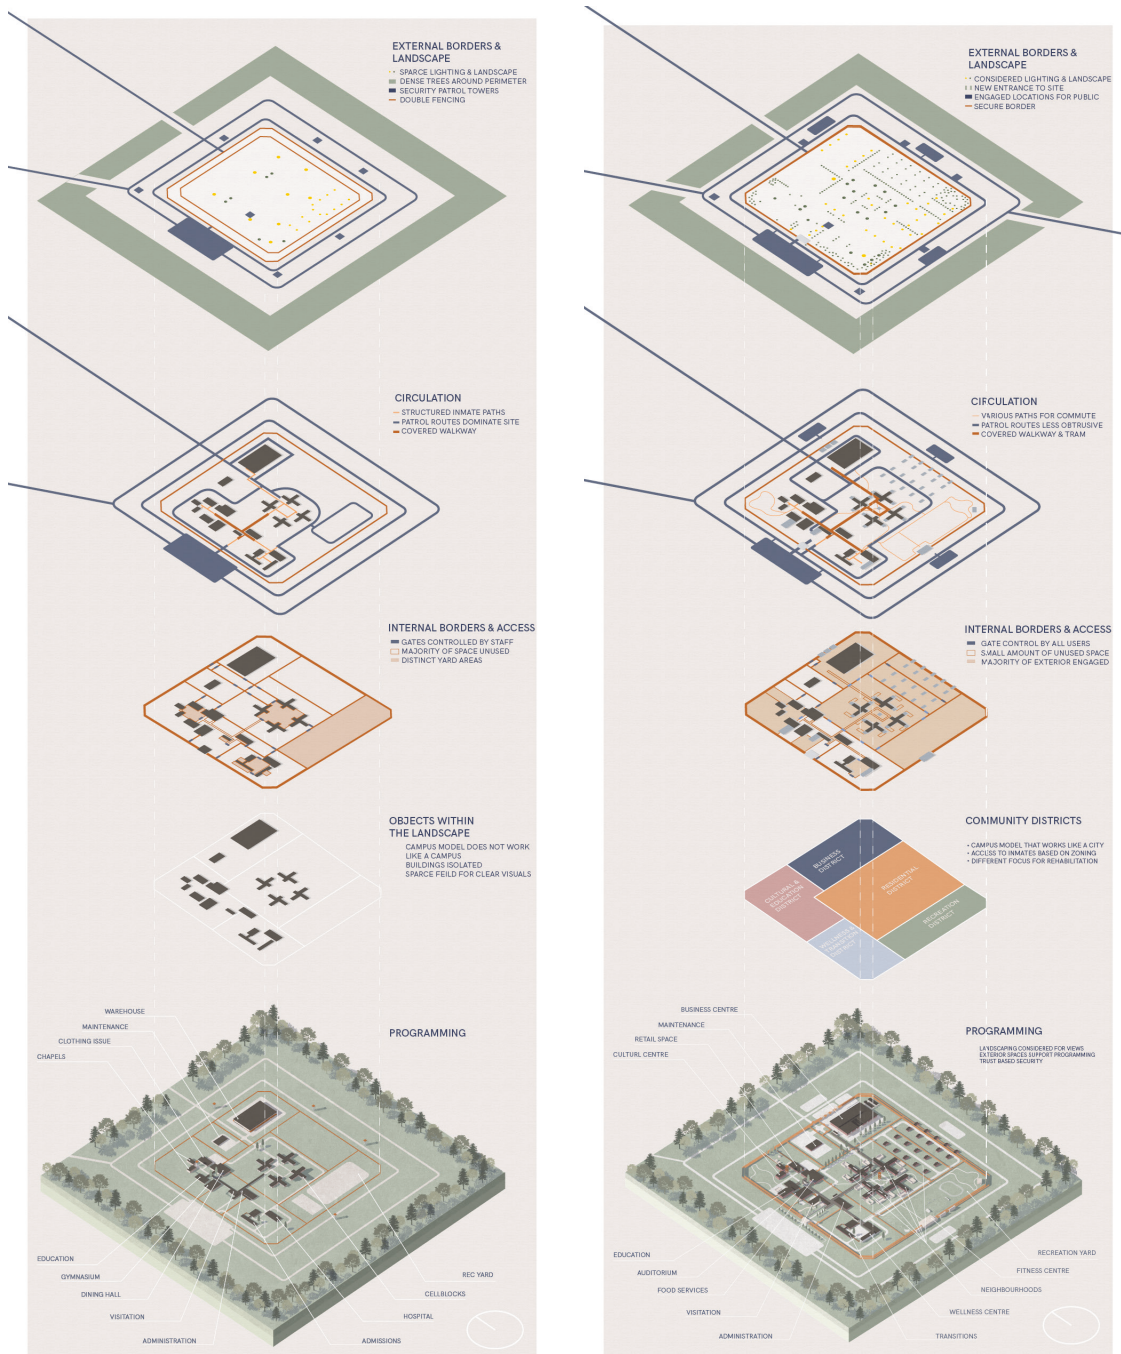 EXTERNAL BORDERS &
LANDSCAPE
SPARCE LIGHTING & LANDSCAPE
DENSE TREES AROUND PERIMETER
SECURITY PATROL TOWERS
DOUBLE FENCING
CIRCULATION
STRUCTURED INMATE PATHS
PATROL ROUTES DOMINATE SITE
COVERED WALKWAY
INTERNAL BORDERS & ACCESS
GATES CONTROLLED BY STAFF
MAJORITY OF SPACE UNUSED
DISTINCT YARD AREAS
OBJECTS WITHIN
THE LANDSCAPE
CAMPUS MODEL DOES NOT WORK
LIKE A CAMPUS
BUILDINGS ISOLATED
SPARCE FEILD FOR CLEAR VISUALS
PROGRAMMING
WAREHOUSE
MAINTENANCE
CLOTHING ISSUE
CHAPELS
EDUCATION
GYMNASIUM
DINING HALL
VISITATION
ADMINISTRATION
REC YARD
CELLBLOCKS
HOSPITAL
ADMISSIONS
EXTERNAL BORDERS &
LANDSCAPE
CONSIDERED LIGHTING & LANDSCAPE
NEW ENTRANCE TO SITE
ENGAGED LOCATIONS FOR PUBLIC
SECURE BORDER
CIRCULATION
VARIOUS PATHS FOR COMMUTE
PATROL ROUTES LESS OBTRUSIVE
COVERED WALKWAY & TRAM
INTERNAL BORDERS & ACCESS
GATE CONTROL BY ALL USERS
SMALL AMOUNT OF UNUSED SPACE
MAJORITY OF EXTERIOR ENGAGED
COMMUNITY DISTRICTS
• CAMPUS MODEL THAT WORKS LIKE A CITY
• ACCESS TO INMATES BASED ON ZONING
• DIFFERENT FOCUS FOR REHABILITATION
BUSINESS
DISTRICT
RESIDENTIAL
DISTRICT
CULTURAL &
EDUCATION
DISTRICT
RECREATION
DISTRICT
WELLNESS &
TRANSITION
DISTRICT
PROGRAMMING
LANDSCAPING CONSIDERED FOR VIEWS
EXTERIOR SPACES SUPPORT PROGRAMMING
TRUST BASED SECURITY
BUSINESS CENTRE
MAINTENANCE
RETAIL SPACE
CULTURL CENTRE
EDUCATION
AUDITORIUM
FOOD SERVICES
VISITATION
ADMINISTRATION
RECREATION YARD
FITNESS CENTRE
NEIGHBOURHOODS
WELLNESS CENTRE
TRANSITIONS